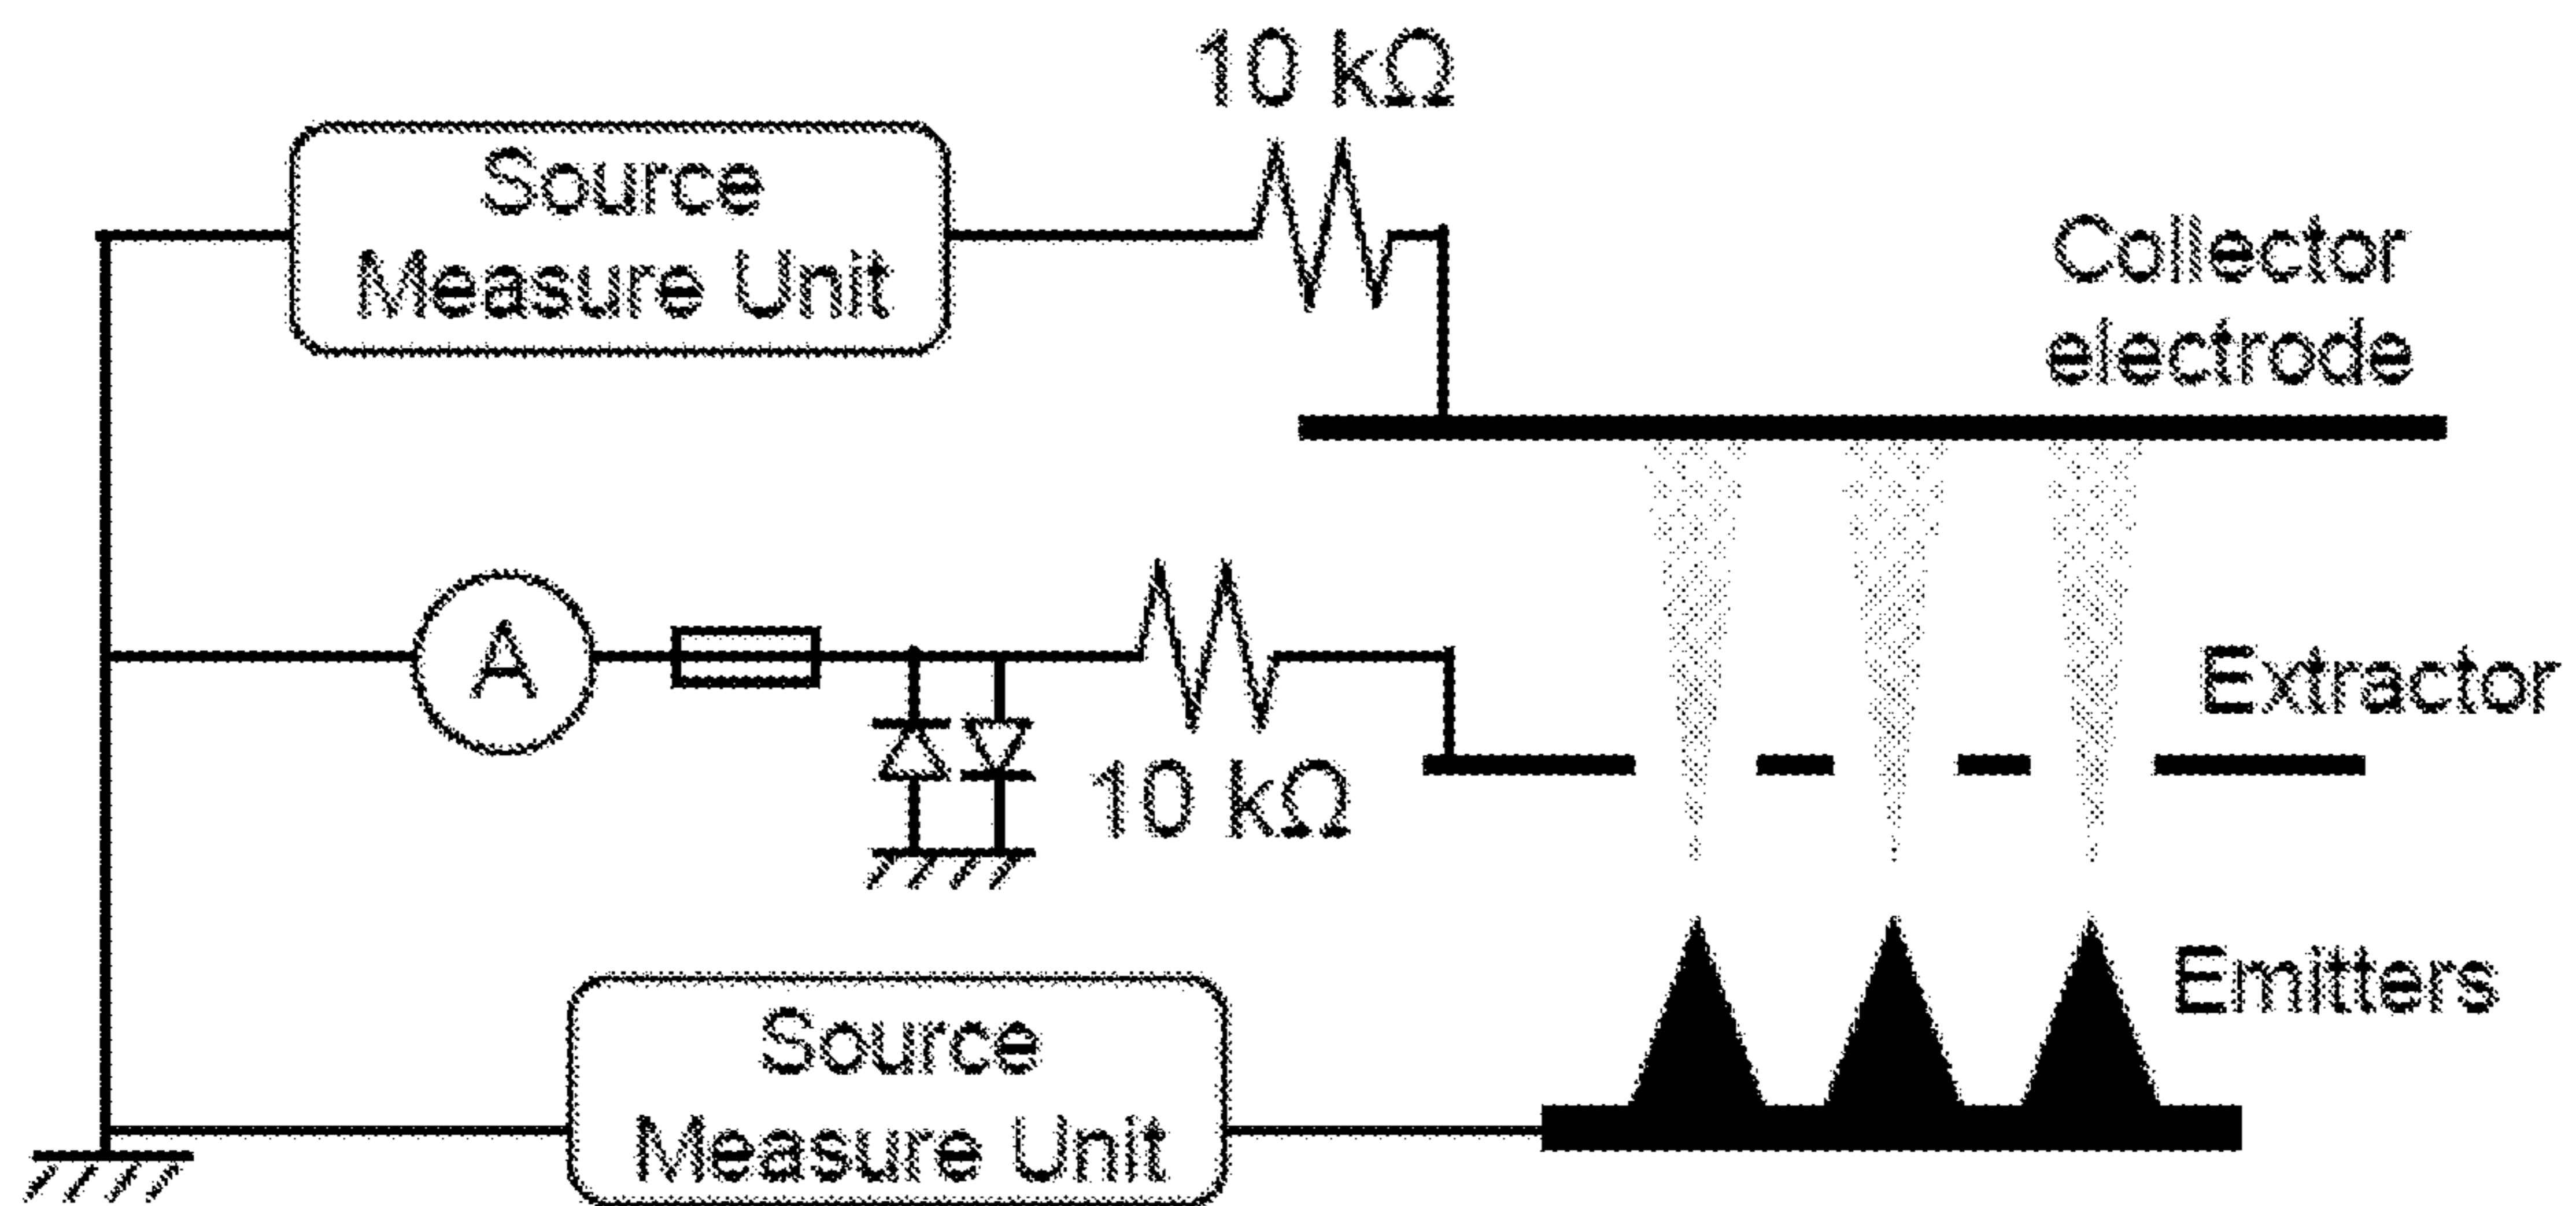 10 kΩ
Source
Measure Unit
Collector
electrode
A
Extractor
10 kΩ
Emitters
Source
Measure Unit